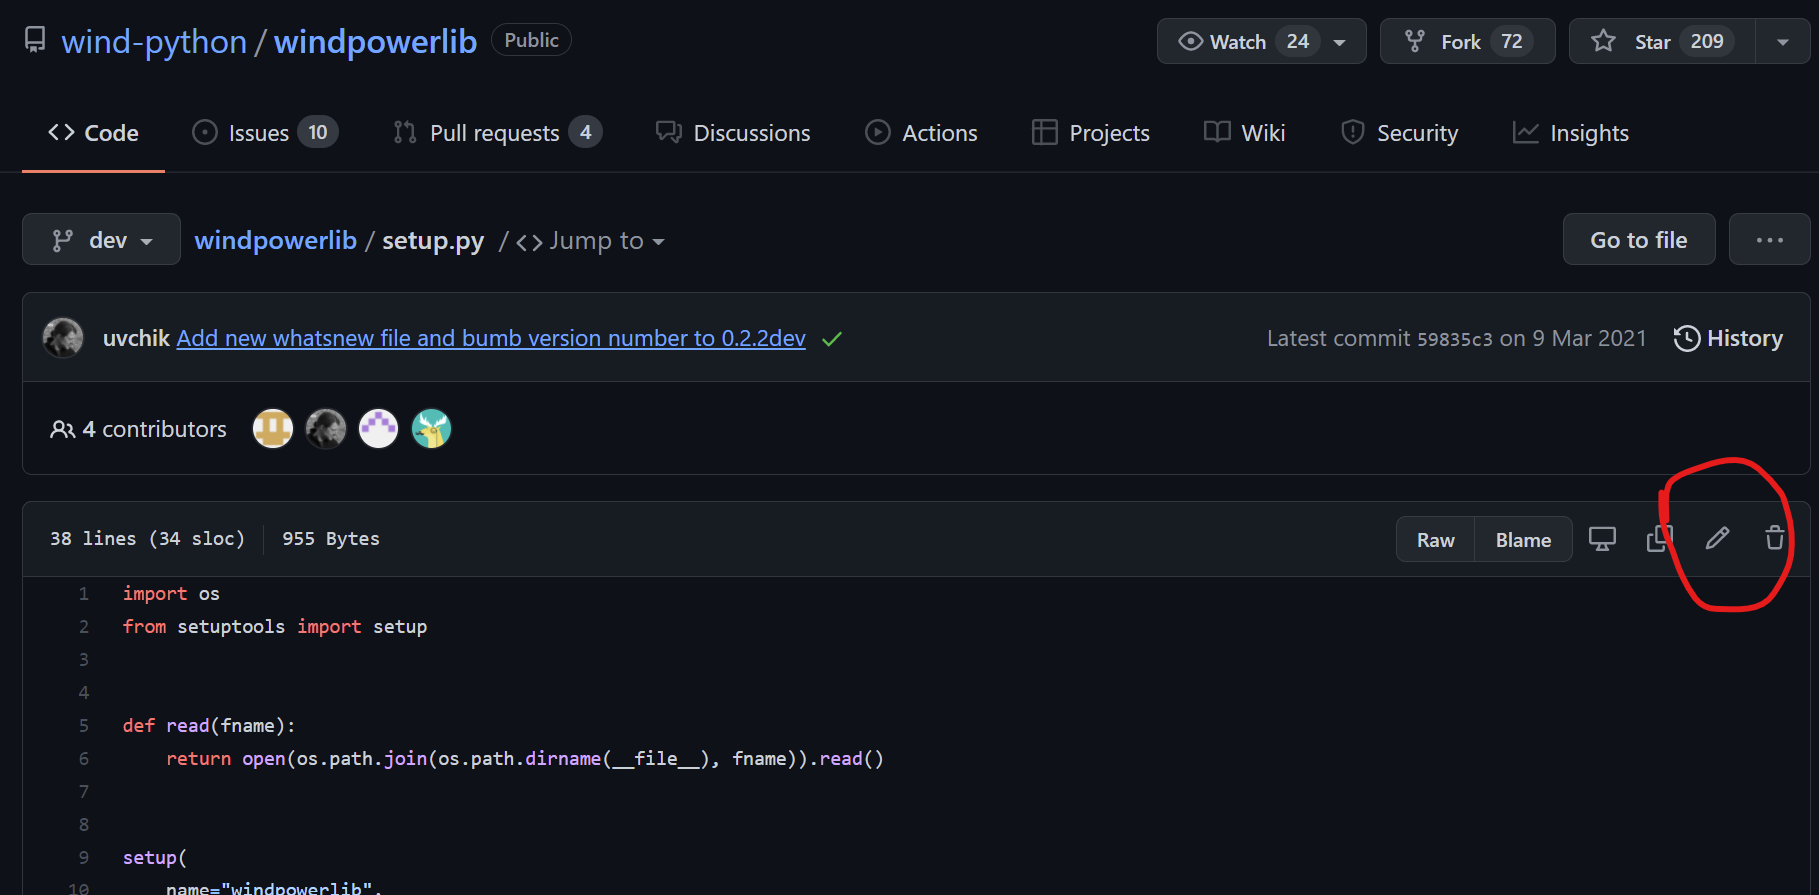 wind-python / windpowerlib Public Watch 24 Fork 72 Star 209
Code Issues 10 Pull requests 4 Discussions Actions Projects Wiki Security Insights
dev windpowerlib / setup.py / <> Jump to Go to file ...
uvchik Add new whatsnew file and bumb version number to 0.2.2dev Latest commit 59835c3 on 9 Mar 2021 History
4 contributors
38 lines (34 sloc) 955 Bytes Raw Blame
1 import os
2 from setuptools import setup
3
4
5 def read(fname):
6 return open(os.path.join(os.path.dirname(__file__), fname)).read()
7
8
9 setup(
10 name="windpowerlib",